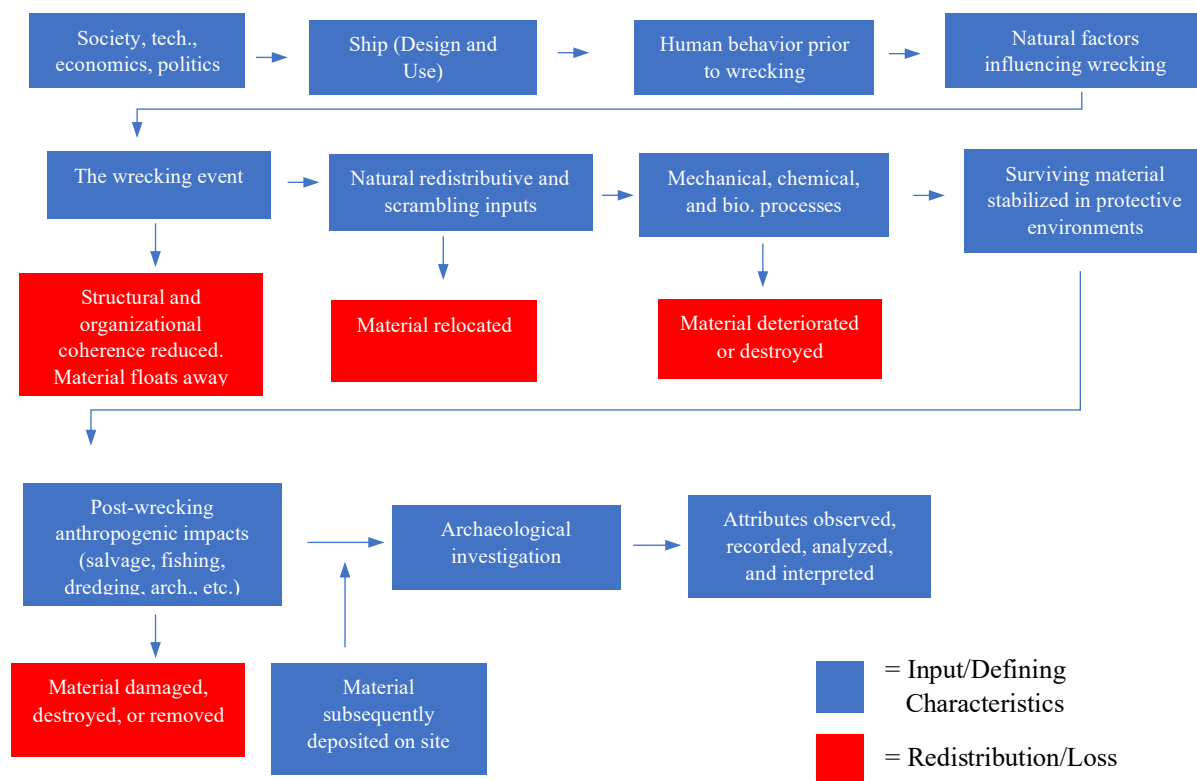 Society, tech.,
economics, politics
Ship (Design and
Use)
Human behavior prior
to wrecking
Natural factors
influencing wrecking
The wrecking event
Natural redistributive and
scrambling inputs
Mechanical, chemical,
and bio. processes
Surviving material
stabilized in protective
environments
Structural and
organizational
coherence reduced.
Material floats away
Material relocated
Material deteriorated
or destroyed
Post-wrecking
anthropogenic impacts
(salvage, fishing,
dredging, arch., etc.)
Archaeological
investigation
Attributes observed,
recorded, analyzed,
and interpreted
Material damaged,
destroyed, or removed
Material
subsequently
deposited on site
= Input/Defining
Characteristics
= Redistribution/Loss